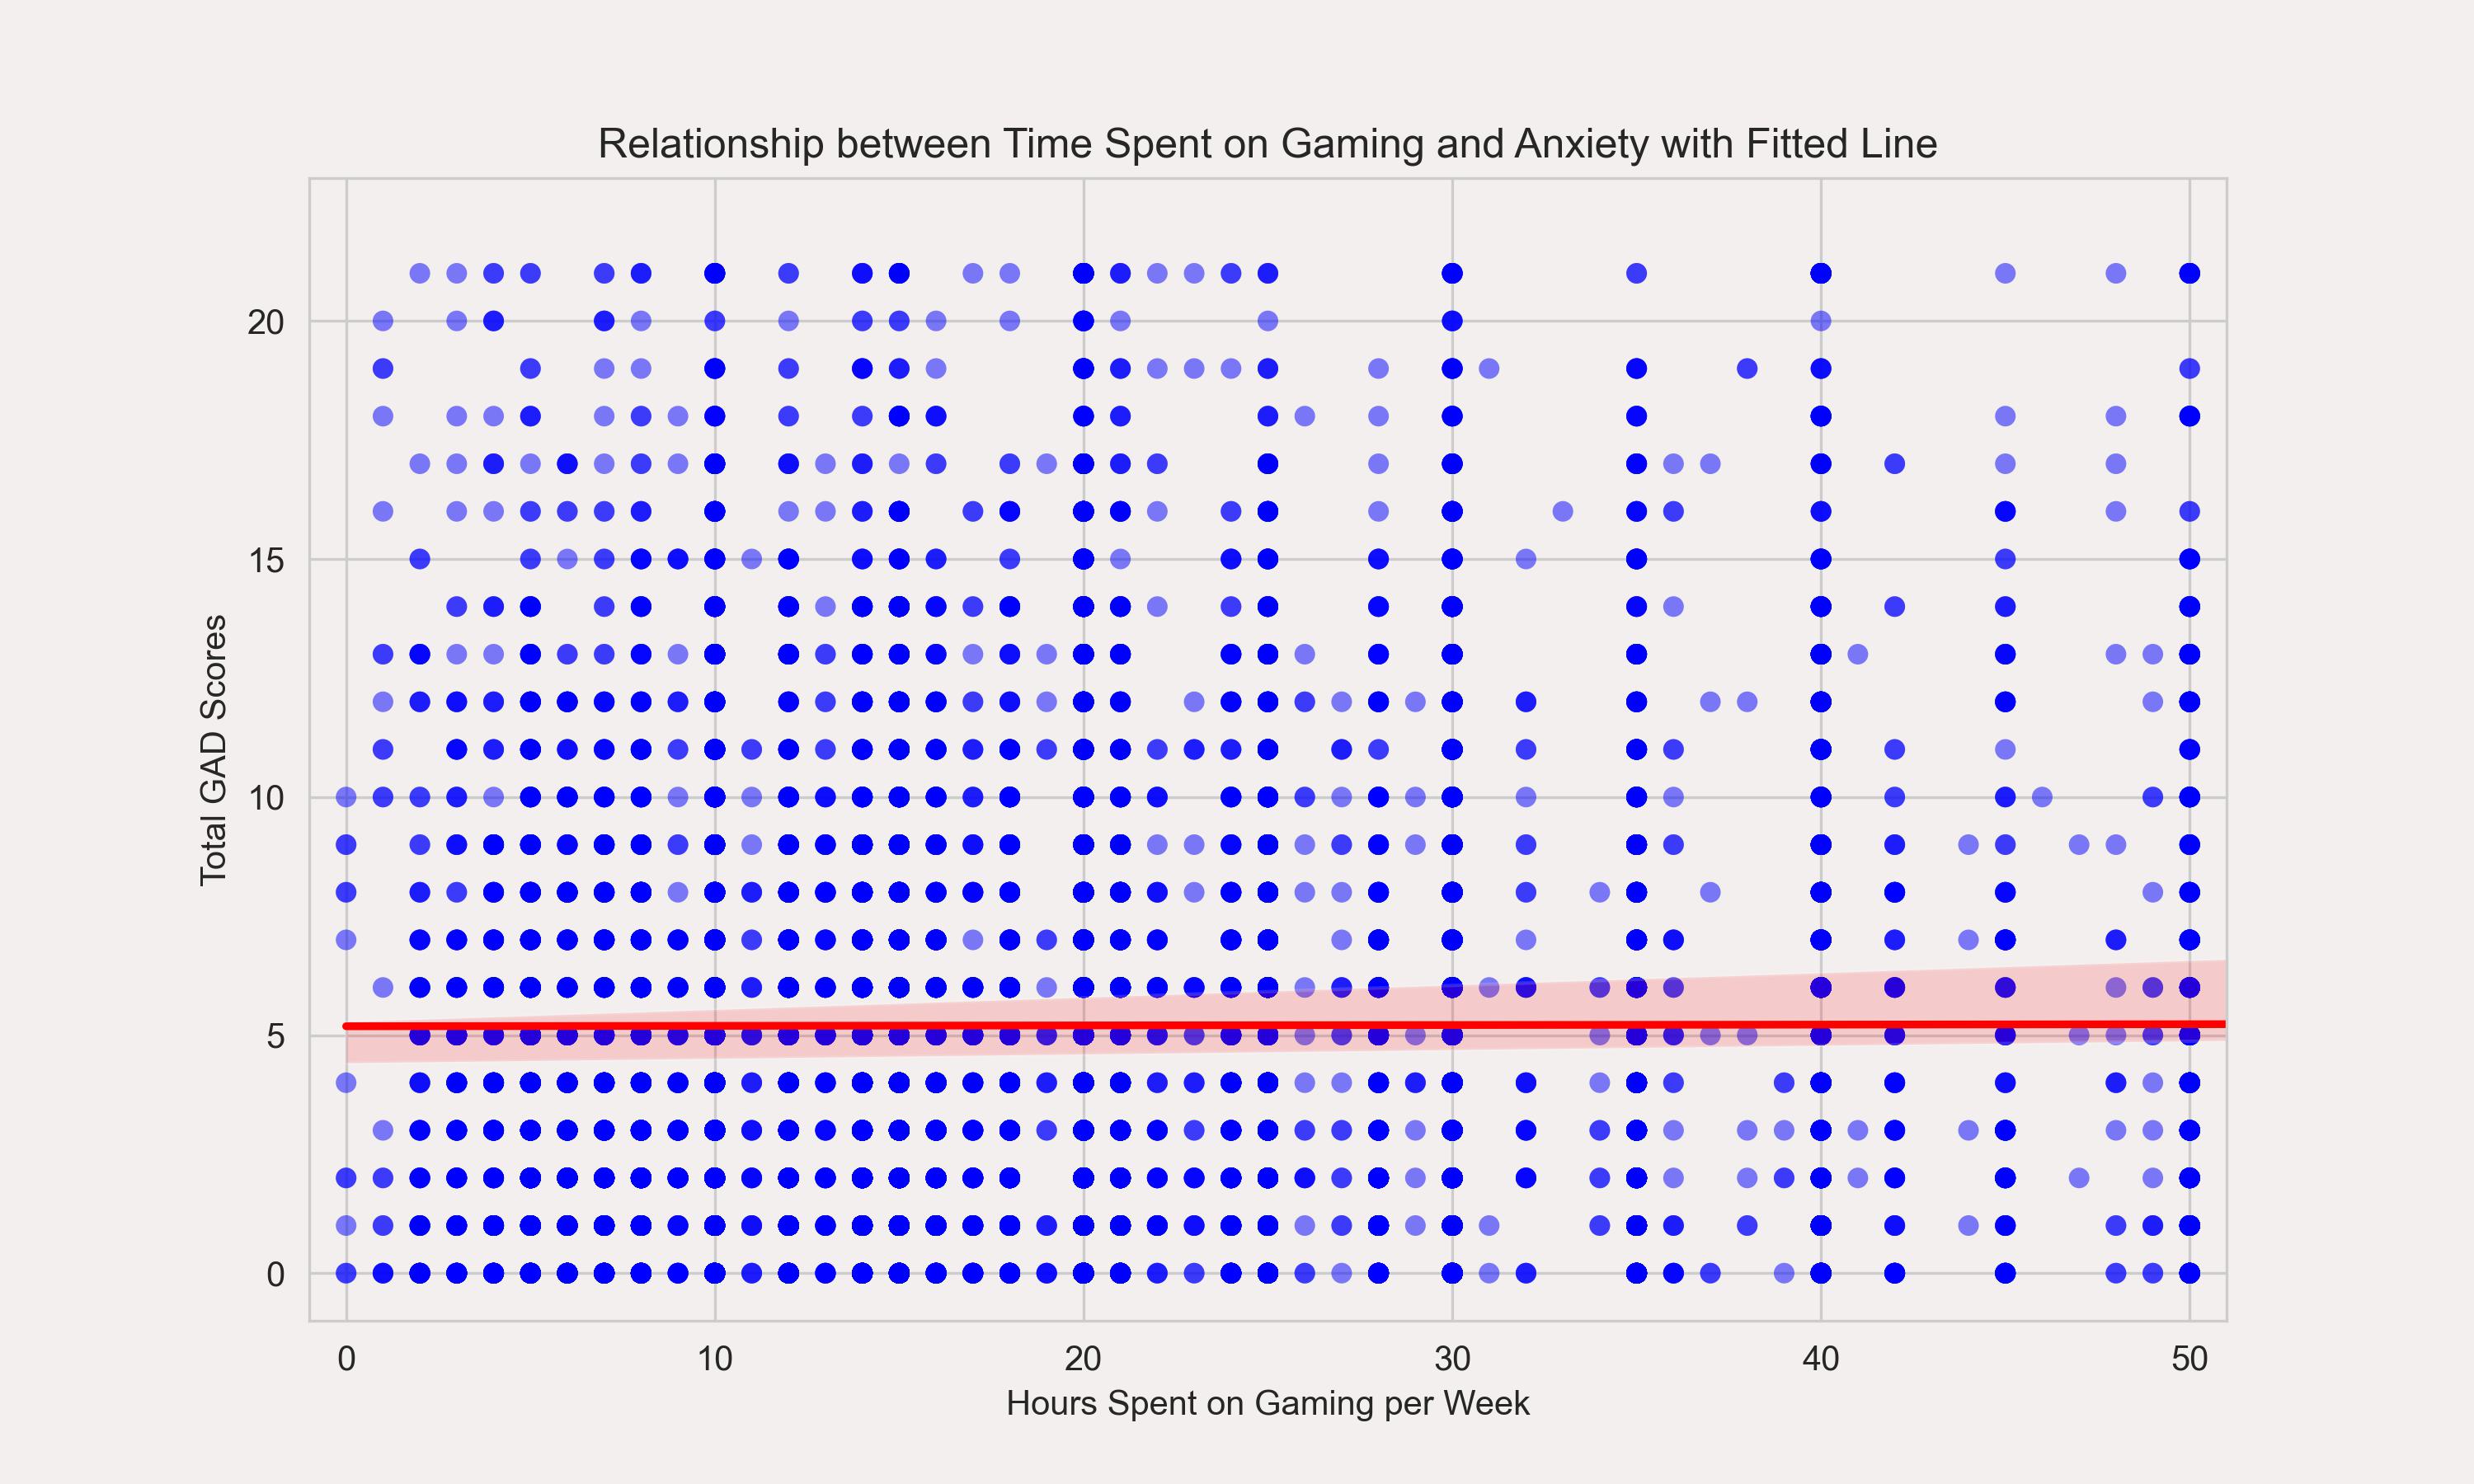 Relationship between Time Spent on Gaming and Anxiety with Fitted Line
Total GAD Scores
20
15
10
5
0
0 10 20 30 40 50
Hours Spent on Gaming per Week